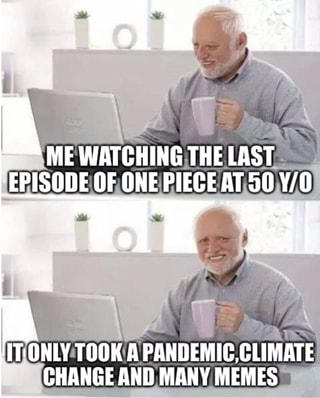 ME WATCHING THE LAST
EPISODE OF ONE PIECE AT 50 Y/O
IT ONLY TOOK A PANDEMIC,CLIMATE
CHANGE AND MANY MEMES